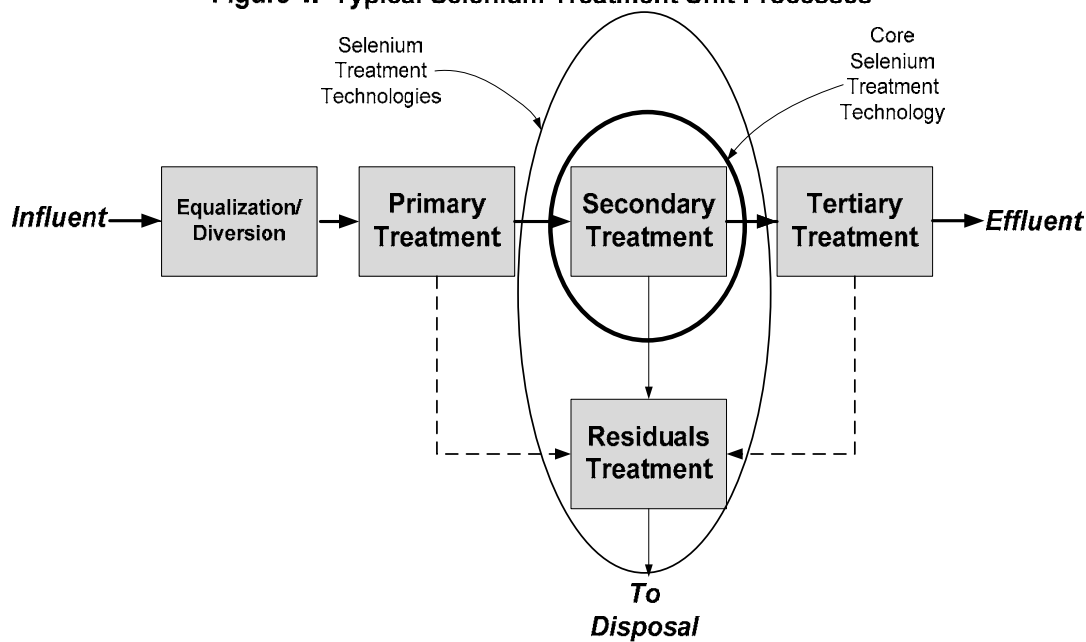 Selenium
Treatment
Technologies
Core
Selenium
Treatment
Technology
Influent
Equalization/
Diversion
Primary
Treatment
Secondary
Treatment
Tertiary
Treatment
Effluent
Residuals
Treatment
To
Disposal